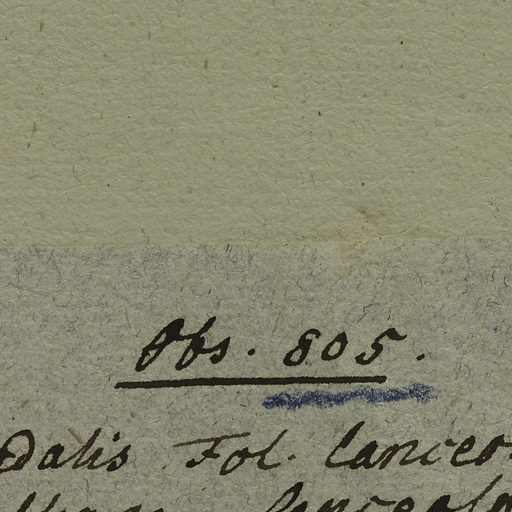 Obs. 805.
dalis Fol. lanceo